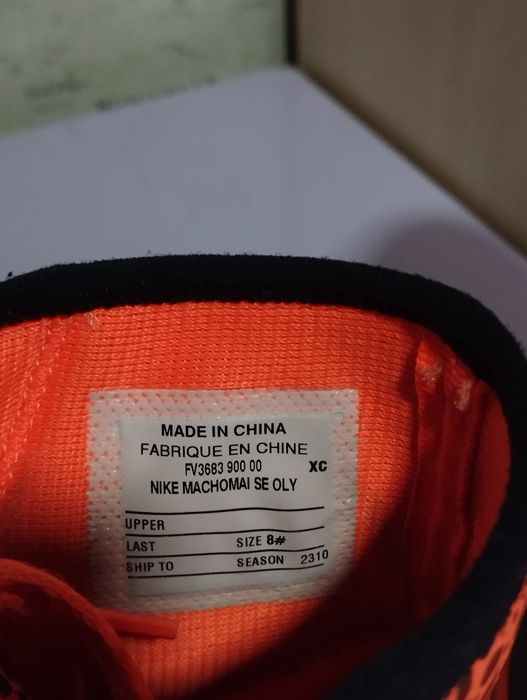 MADE IN CHINA
FABRIQUE EN CHINE
FV3683 900 00 XC
NIKE MACHOMAI SE OLY
UPPER
LAST SIZE 8#
SHIP TO SEASON 2310